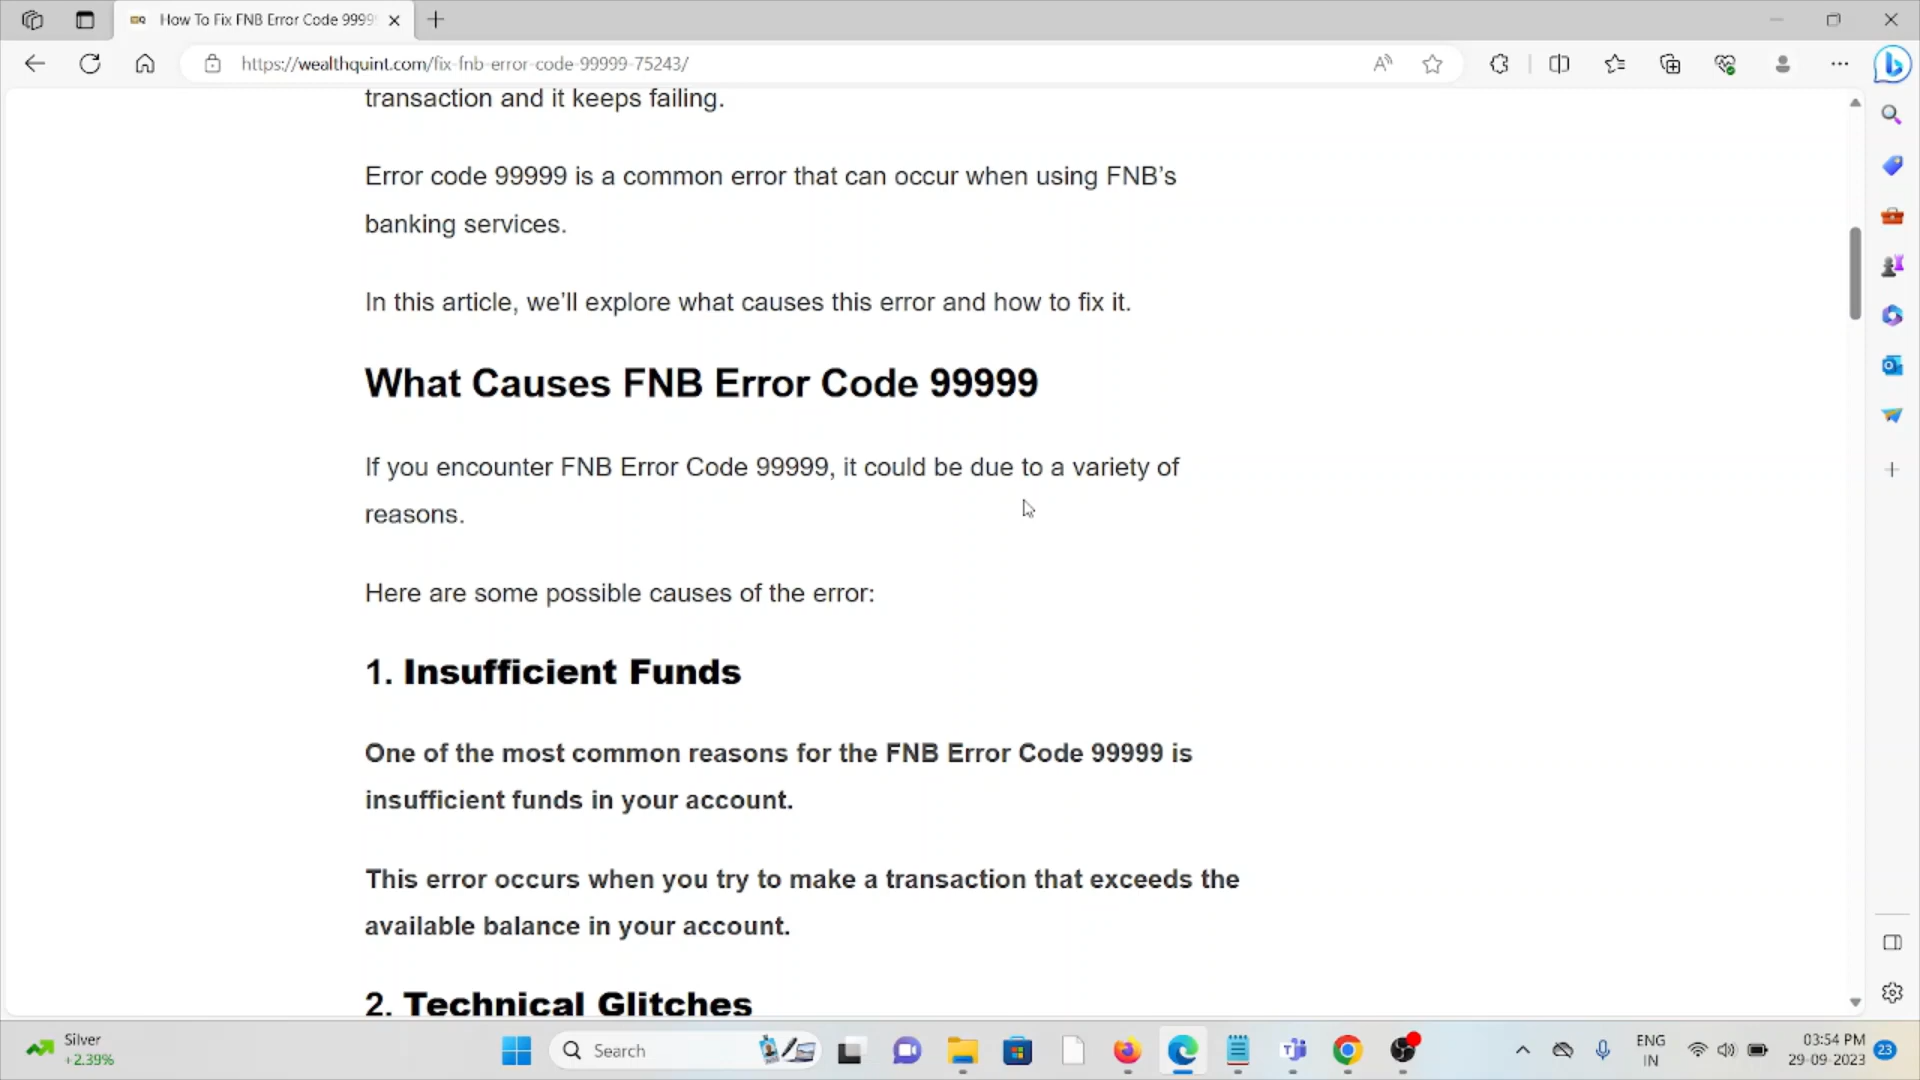 How To Fix FNB Error Code 9999
https://wealthquint.com/fix-fnb-error-code-99999-75243/
transaction and it keeps failing.
Error code 99999 is a common error that can occur when using FNB’s
banking services.
In this article, we’ll explore what causes this error and how to fix it.
What Causes FNB Error Code 99999
If you encounter FNB Error Code 99999, it could be due to a variety of
reasons.
Here are some possible causes of the error:
1. Insufficient Funds
One of the most common reasons for the FNB Error Code 99999 is
insufficient funds in your account.
This error occurs when you try to make a transaction that exceeds the
available balance in your account.
2. Technical Glitches
Silver
+2.39%
Search
ENG
IN
03:54 PM
29-09-2023
23